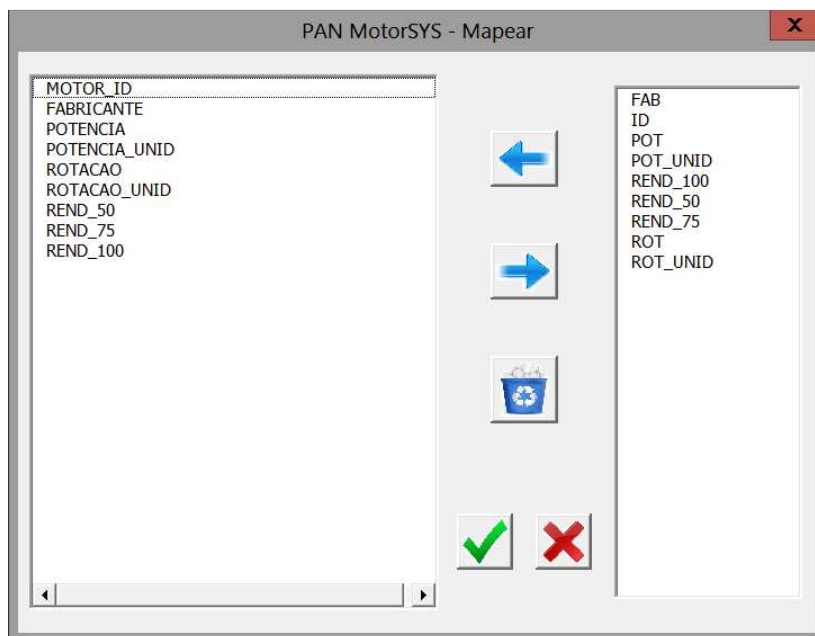 PAN MotorSYS - Mapear
X
MOTOR_ID
FABRICANTE
POTENCIA
POTENCIA_UNID
ROTACAO
ROTACAO_UNID
REND_50
REND_75
REND_100
FAB
ID
POT
POT_UNID
REND_100
REND_50
REND_75
ROT
ROT_UNID